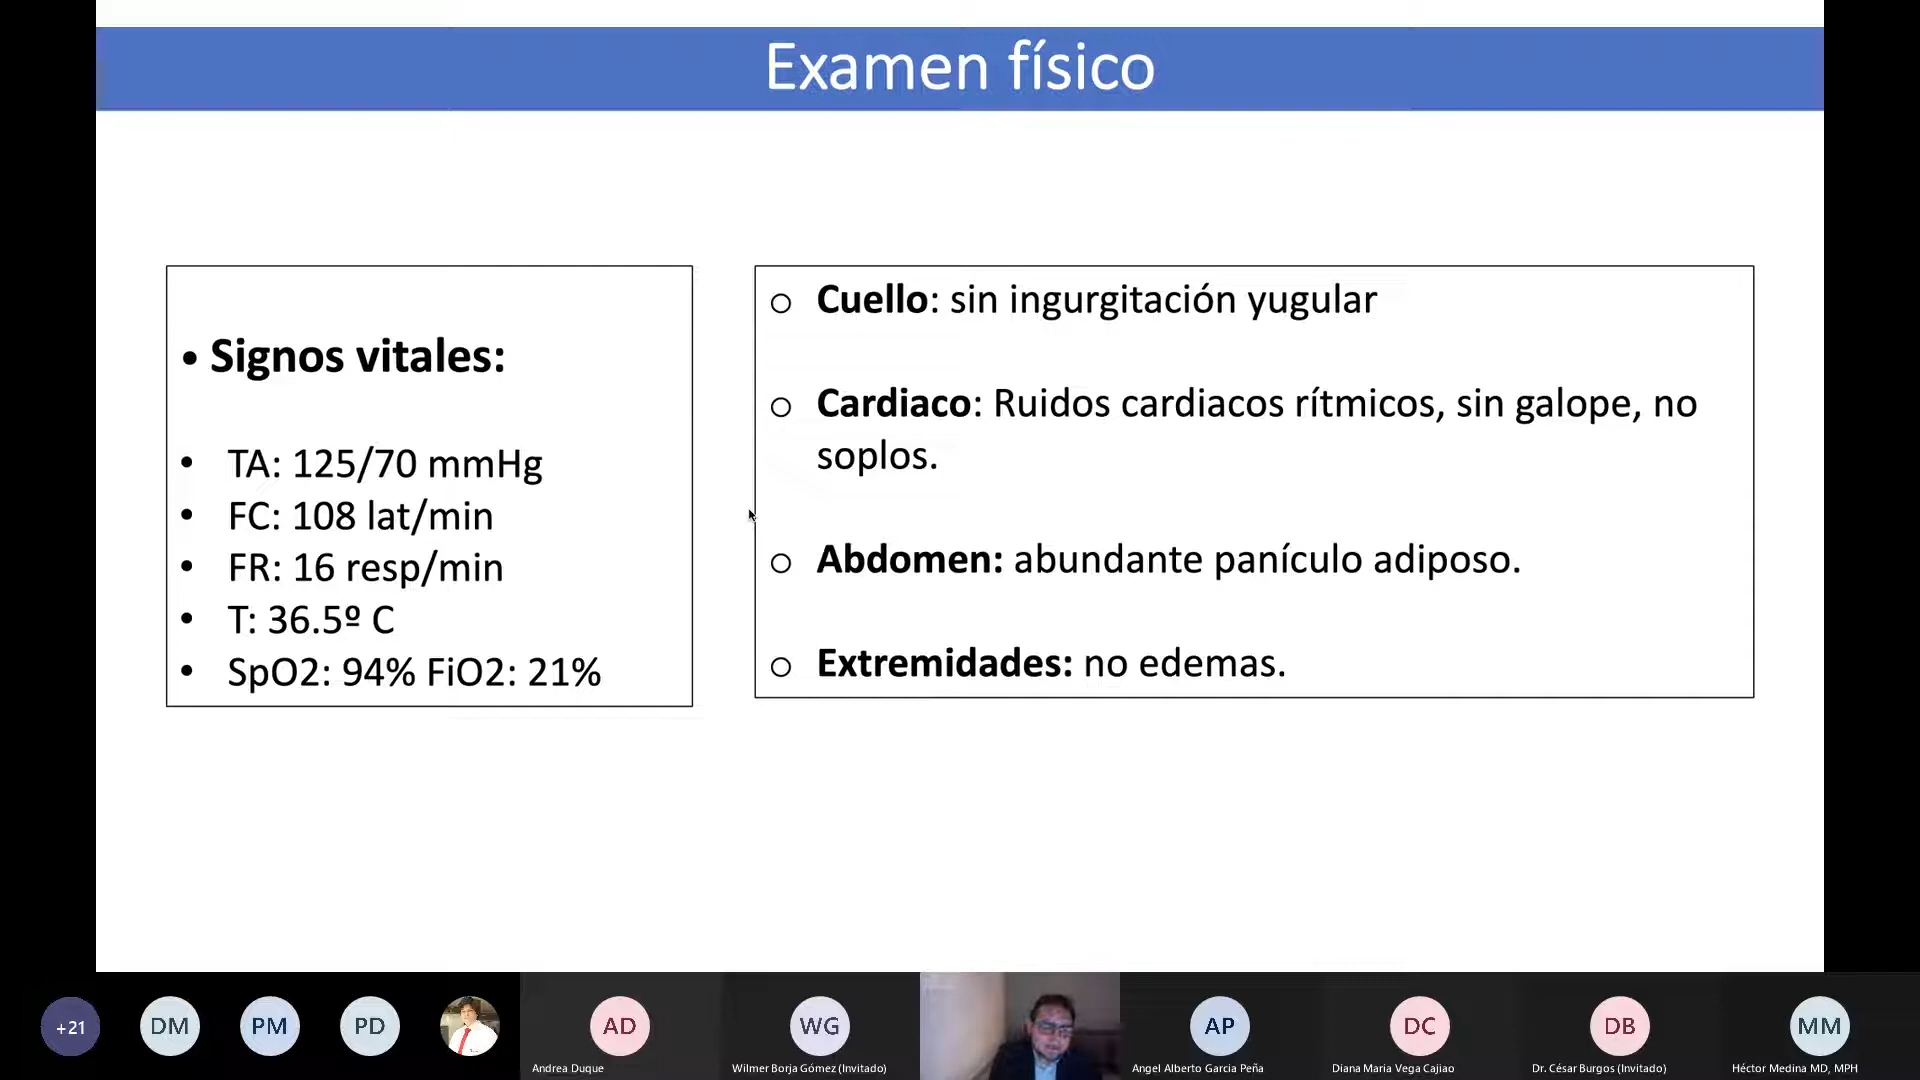 Examen físico
• Signos vitales:
• TA: 125/70 mmHg
• FC: 108 lat/min
• FR: 16 resp/min
• T: 36.5º C
• SpO2: 94% FiO2: 21%
o Cuello: sin ingurgitación yugular
o Cardiaco: Ruidos cardiacos rítmicos, sin galope, no
soplos.
o Abdomen: abundante panículo adiposo.
o Extremidades: no edemas.
+21
DM
PM
PD
AD
Andrea Duque
WG
Wilmer Borja Gómez (Invitado)
AP
Angel Alberto Garcia Peña
DC
Diana Maria Vega Cajiao
DB
Dr. César Burgos (Invitado)
MM
Héctor Medina MD, MPH